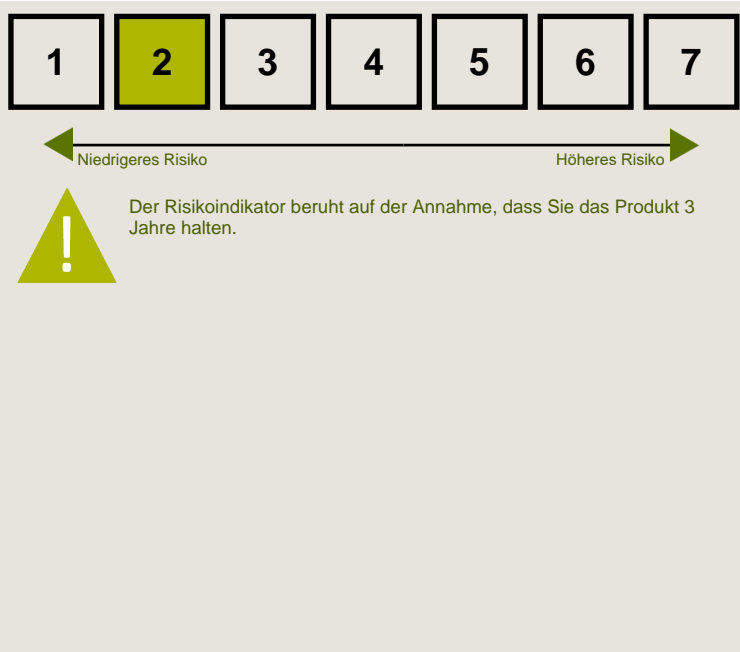 1 2 3 4 5 6 7
Niedrigeres Risiko Höheres Risiko
!
Der Risikoindikator beruht auf der Annahme, dass Sie das Produkt 3
Jahre halten.